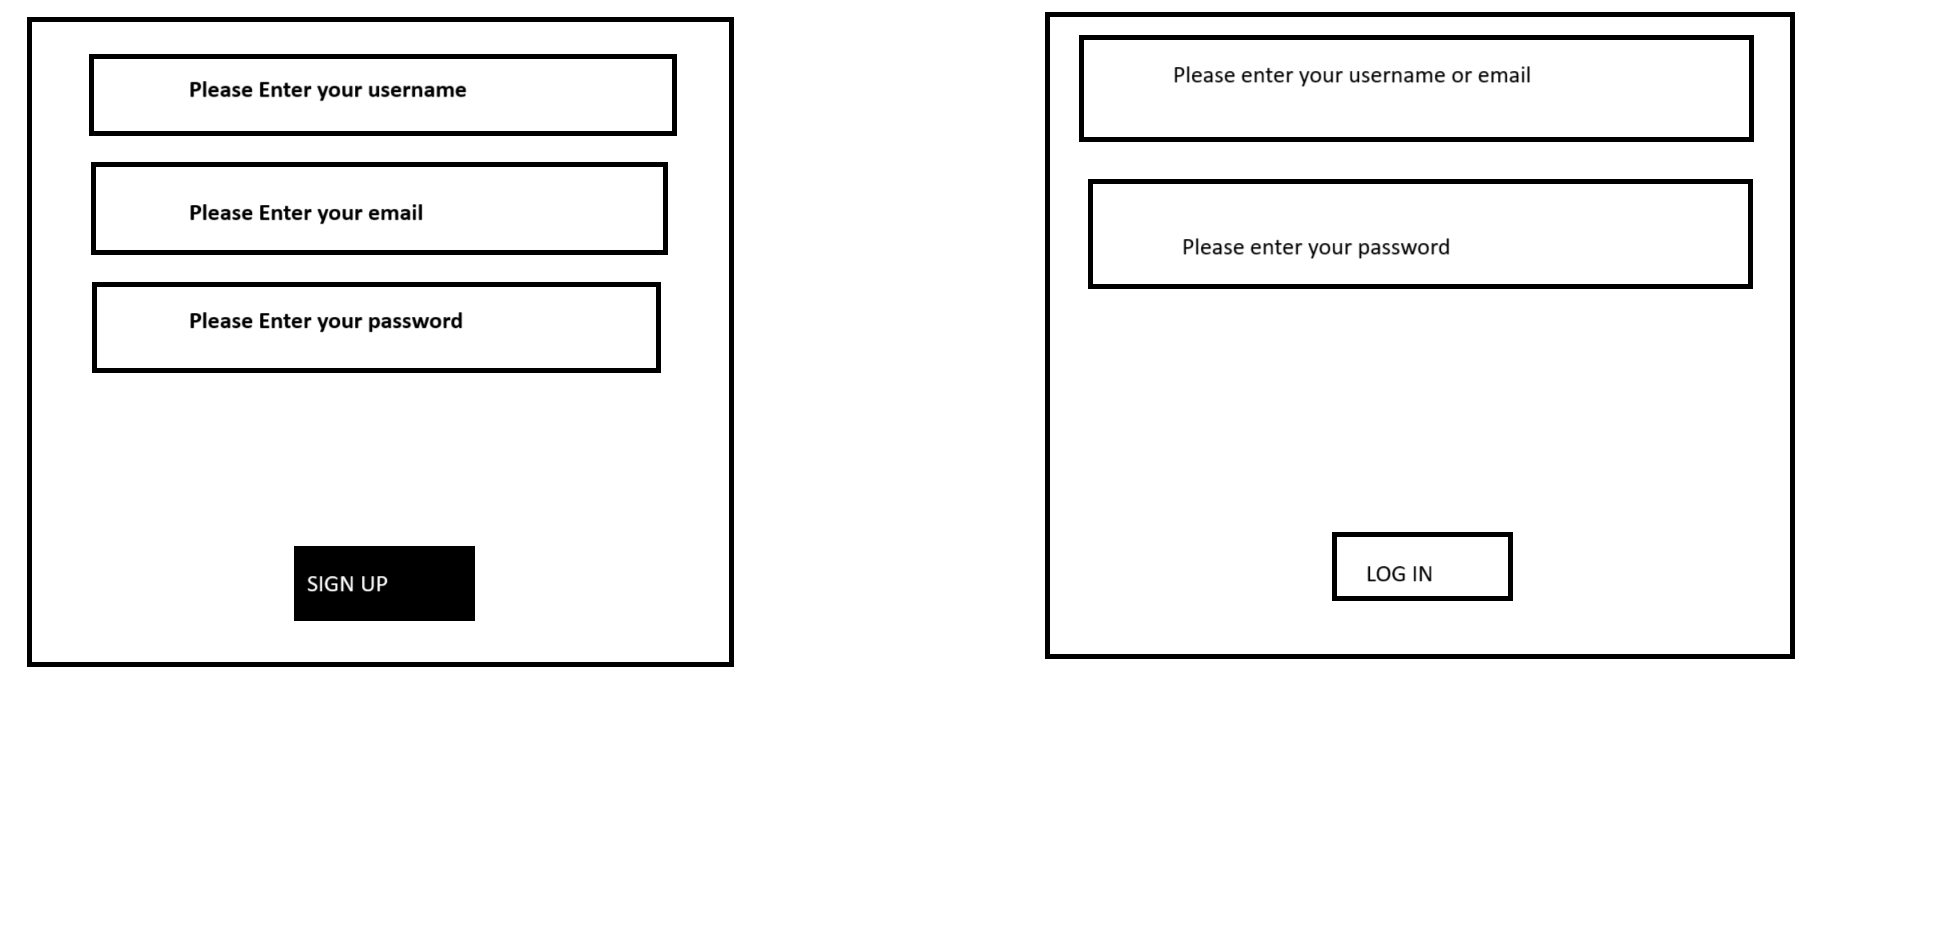 Please Enter your username
Please Enter your email
Please Enter your password
SIGN UP
Please enter your username or email
Please enter your password
LOG IN